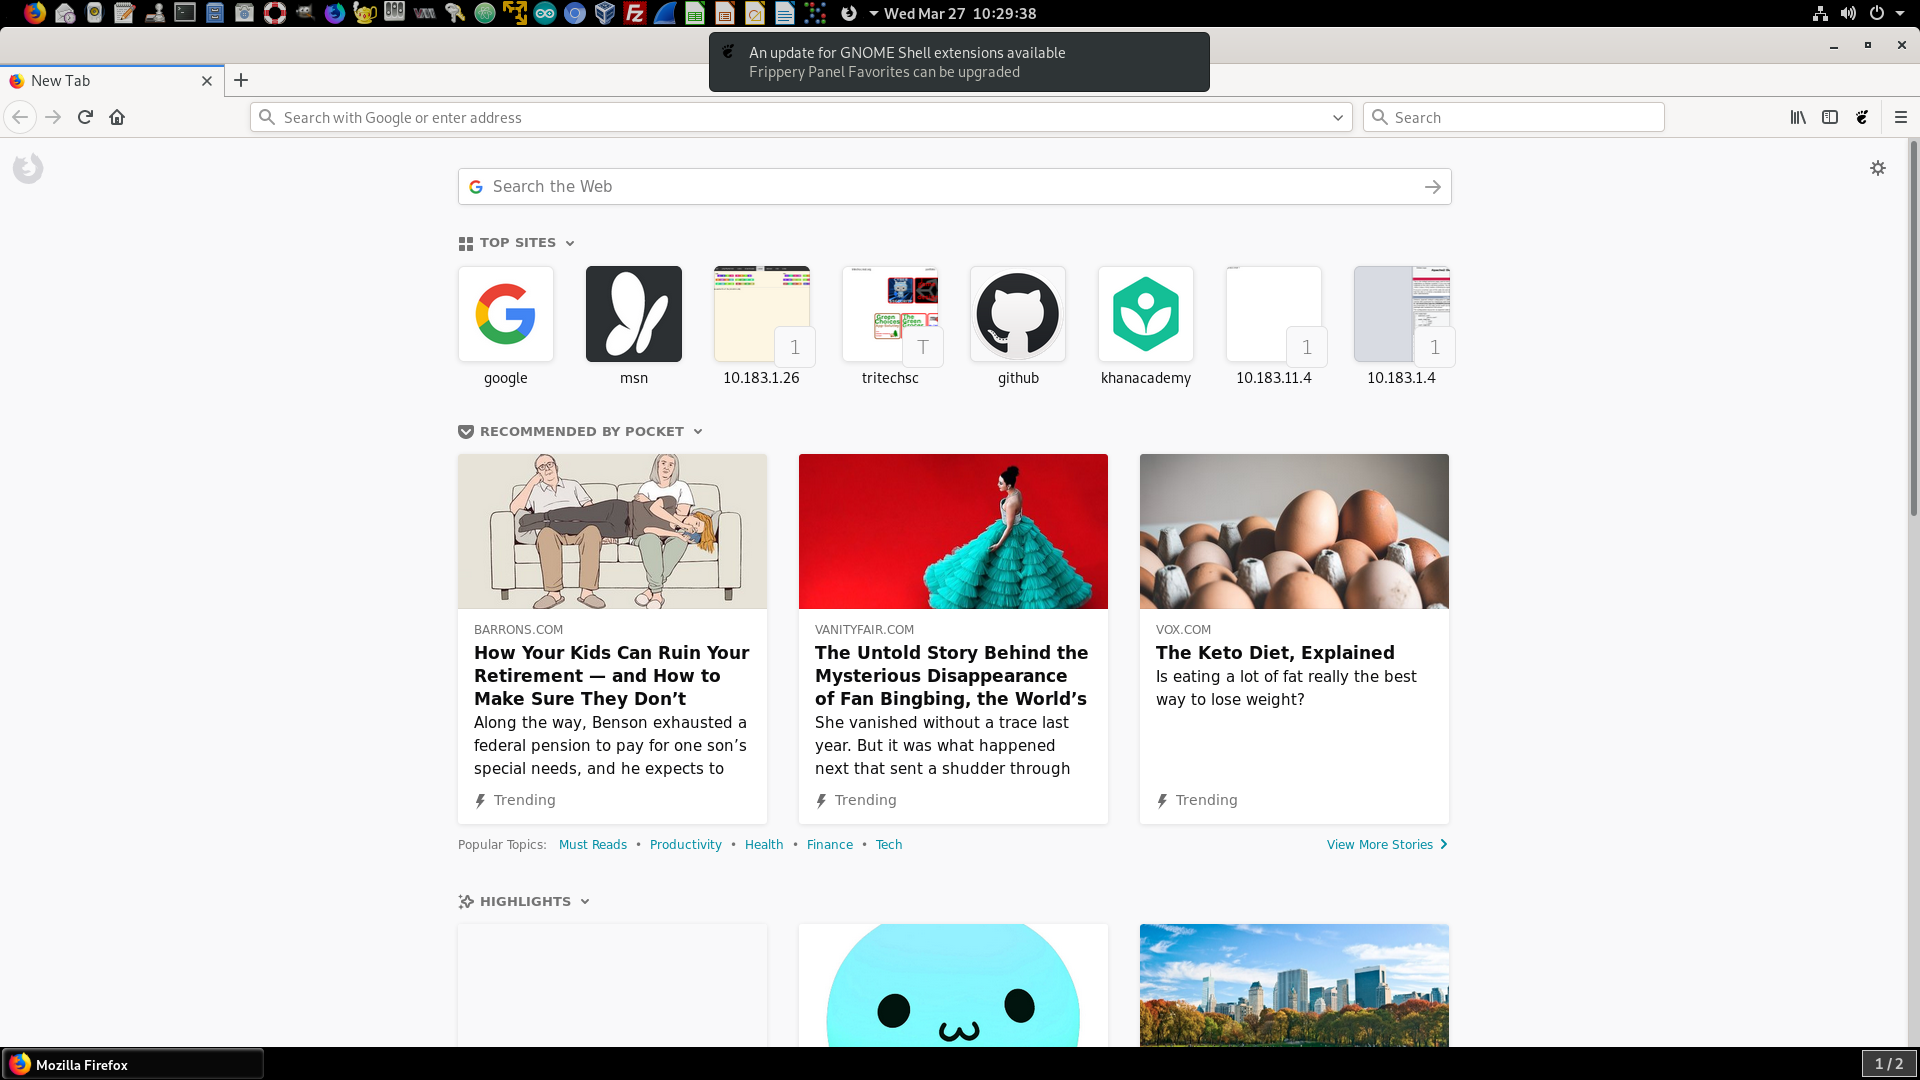 Wed Mar 27 10:29:38
An update for GNOME Shell extensions available
Frippery Panel Favorites can be upgraded
New Tab
Search with Google or enter address
Search
Search the Web
TOP SITES
1
T
1
1
google
msn
10.183.1.26
tritechsc
github
khanacademy
10.183.11.4
10.183.1.4
RECOMMENDED BY POCKET
BARRONS.COM
How Your Kids Can Ruin Your
Retirement — and How to
Make Sure They Don’t
Along the way, Benson exhausted a
federal pension to pay for one son’s
special needs, and he expects to
Trending
VANITYFAIR.COM
The Untold Story Behind the
Mysterious Disappearance
of Fan Bingbing, the World’s
She vanished without a trace last
year. But it was what happened
next that sent a shudder through
Trending
VOX.COM
The Keto Diet, Explained
Is eating a lot of fat really the best
way to lose weight?
Trending
Popular Topics: Must Reads • Productivity • Health • Finance • Tech
View More Stories
HIGHLIGHTS
Mozilla Firefox
1 / 2